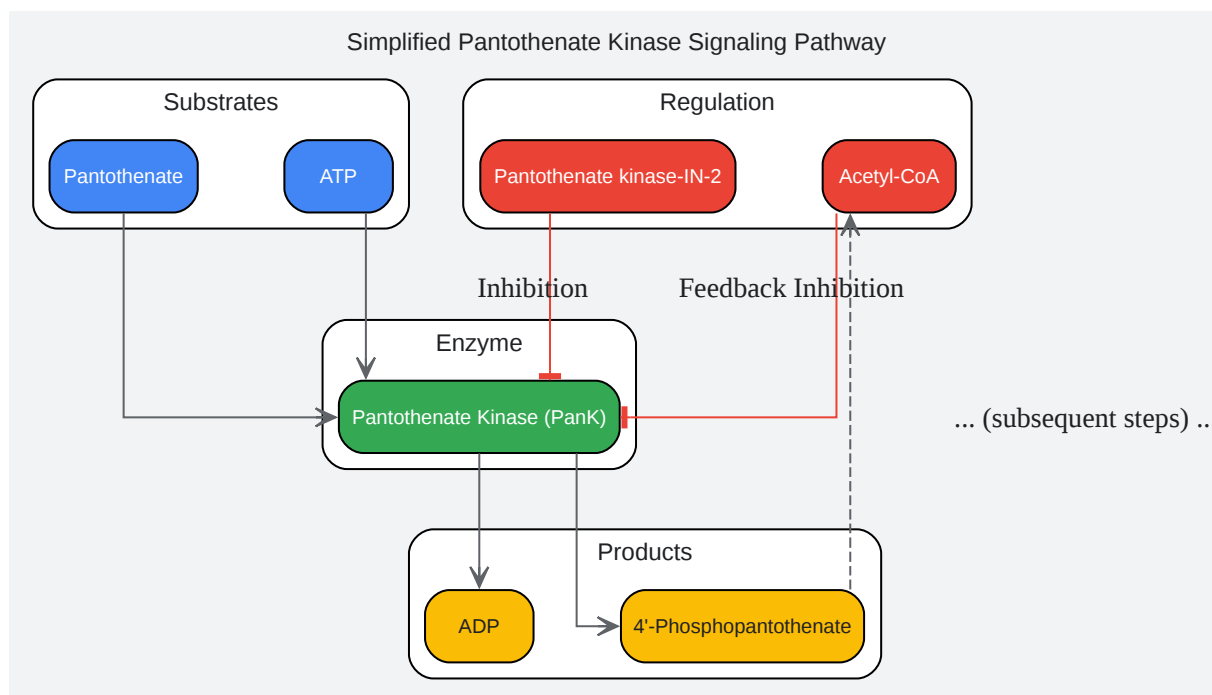 Simplified Pantothenate Kinase Signaling Pathway
Substrates
Regulation
Pantothenate
ATP
Pantothenate kinase-IN-2
Acetyl-CoA
Inhibition
Feedback Inhibition
Enzyme
Pantothenate Kinase (PanK)
... (subsequent steps) ..
Products
ADP
4'-Phosphopantothenate